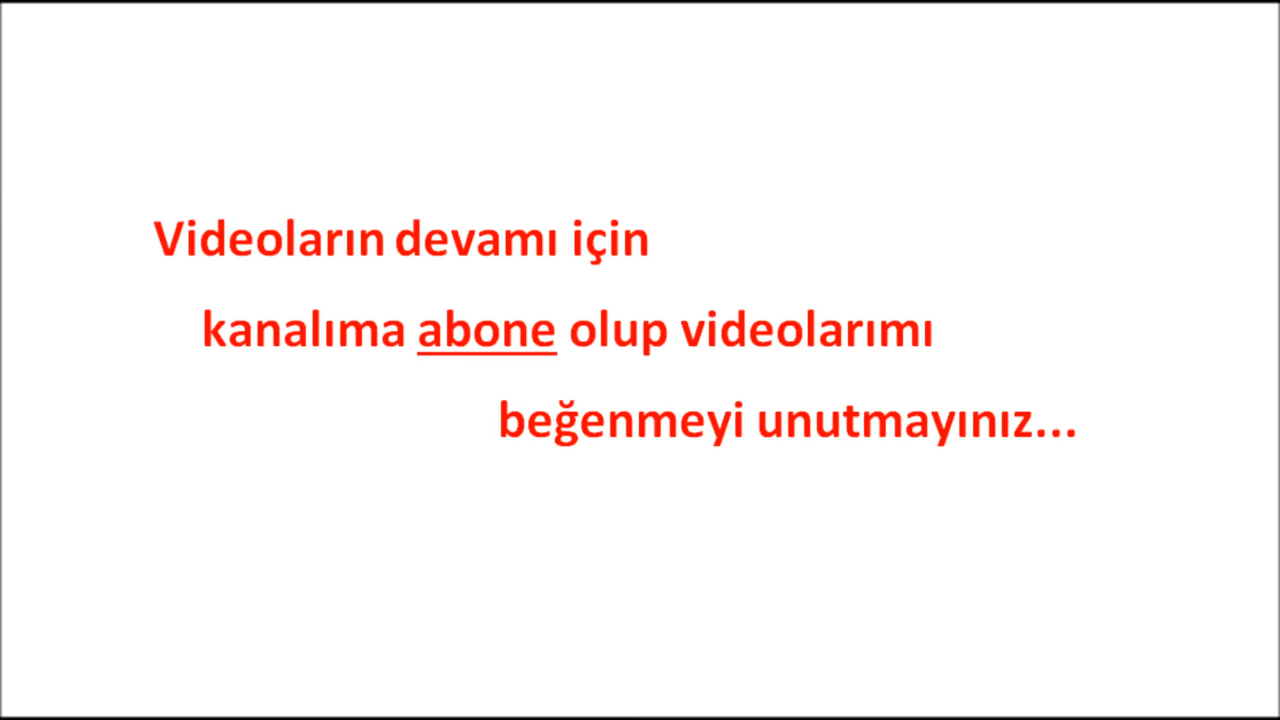 Videoların devamı için
kanalıma abone olup videolarımı
beğenmeyi unutmayınız...